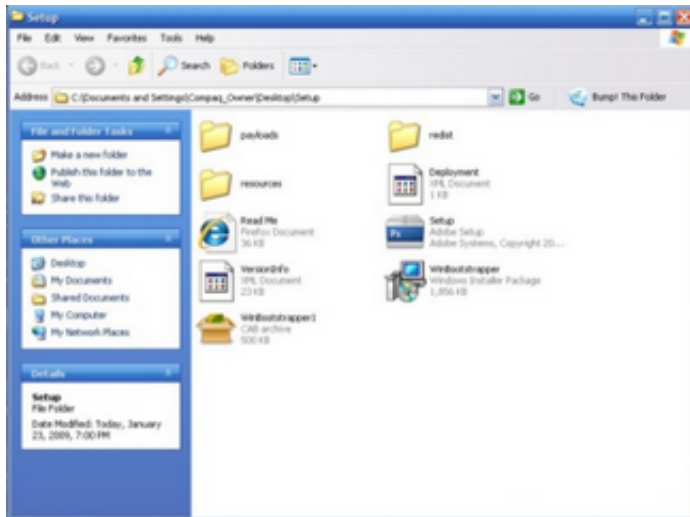 Setup
File Edit View Favorites Tools Help
Back Search Folders
Address C:\Documents and Settings\Compaq_Owner\Desktop\Setup Go Bump! This Folder
File and Folder Tasks
Make a new folder
Publish this folder to the
Web
Share this folder
Other Places
Desktop
My Documents
Shared Documents
My Computer
My Network Places
Details
Setup
File Folder
Date Modified: Today, January
23, 2009, 7:00 PM
payloads
redist
resources
Deployment
XML Document
1 KB
Read Me
Firefox Document
36 KB
Setup
Adobe Setup
Adobe Systems, Copyright 20...
VersionInfo
XML Document
23 KB
WinBootstrapper
Windows Installer Package
1,856 KB
WinBootstrapper1
CAB archive
500 KB
Ps